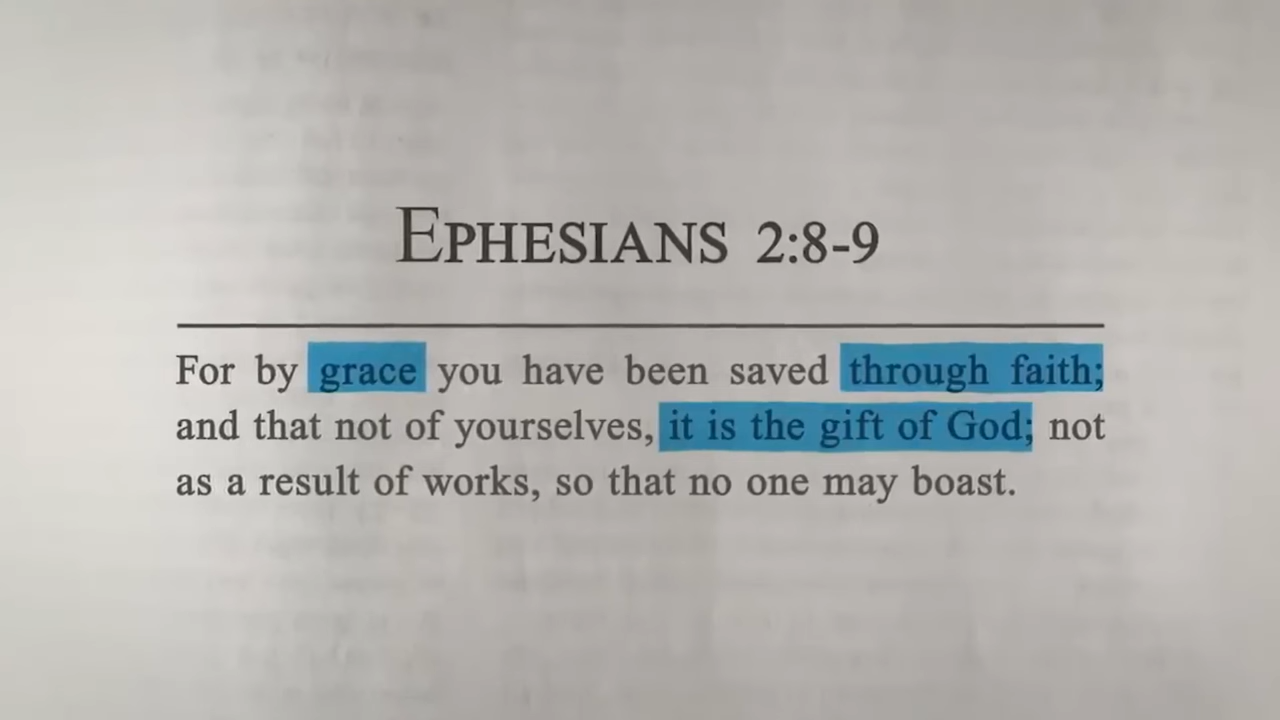 EPHESIANS 2:8-9
For by grace you have been saved through faith;
and that not of yourselves, it is the gift of God; not
as a result of works, so that no one may boast.